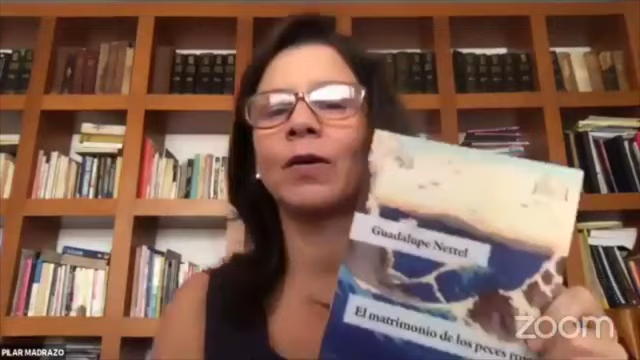 Guadalupe Nettel
El matrimonio de los peces
zoom
PILAR MADRAZO